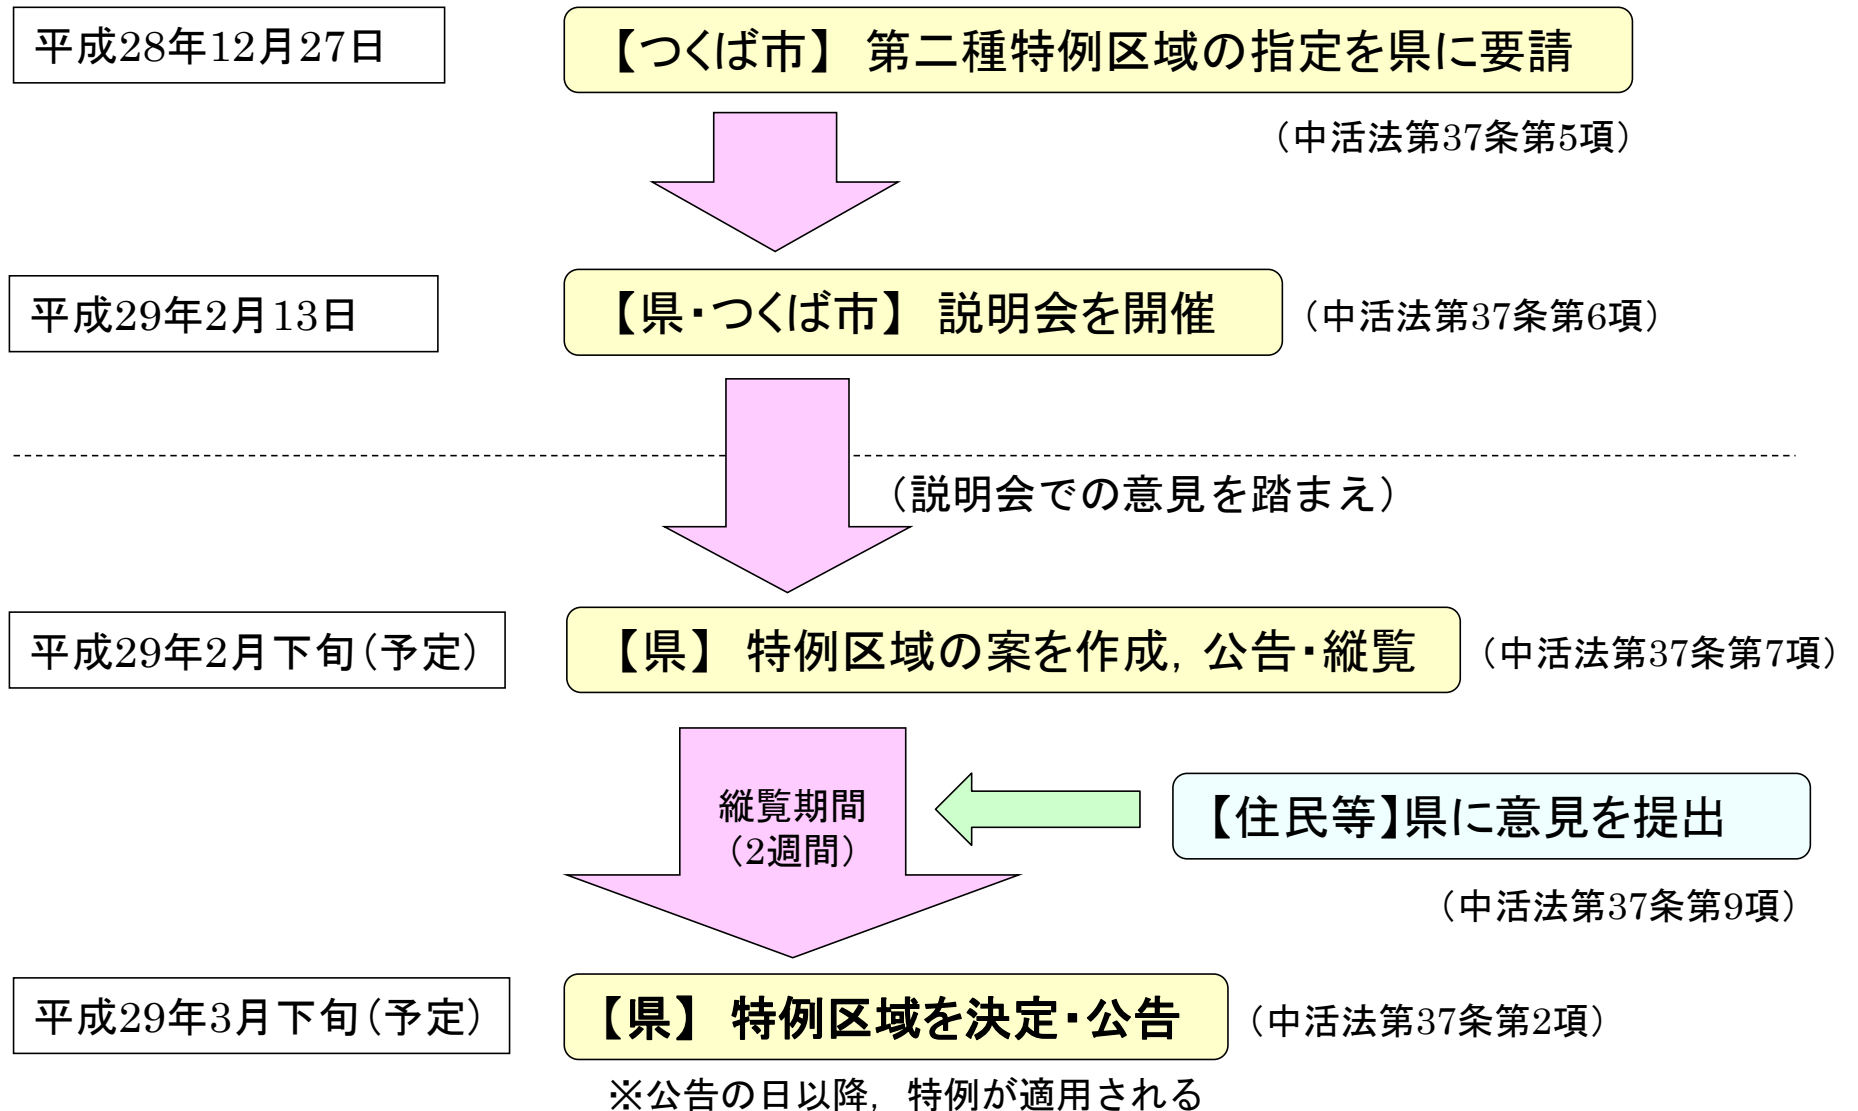 平成28年12月27日
【つくば市】 第二種特例区域の指定を県に要請
（中活法第37条第5項）
平成29年2月13日
【県・つくば市】 説明会を開催
（中活法第37条第6項）
（説明会での意見を踏まえ）
平成29年2月下旬（予定）
【県】 特例区域の案を作成，公告・縦覧
（中活法第37条第7項）
縦覧期間
（2週間）
【住民等】県に意見を提出
（中活法第37条第9項）
平成29年3月下旬（予定）
【県】 特例区域を決定・公告
（中活法第37条第2項）
※公告の日以降，特例が適用される